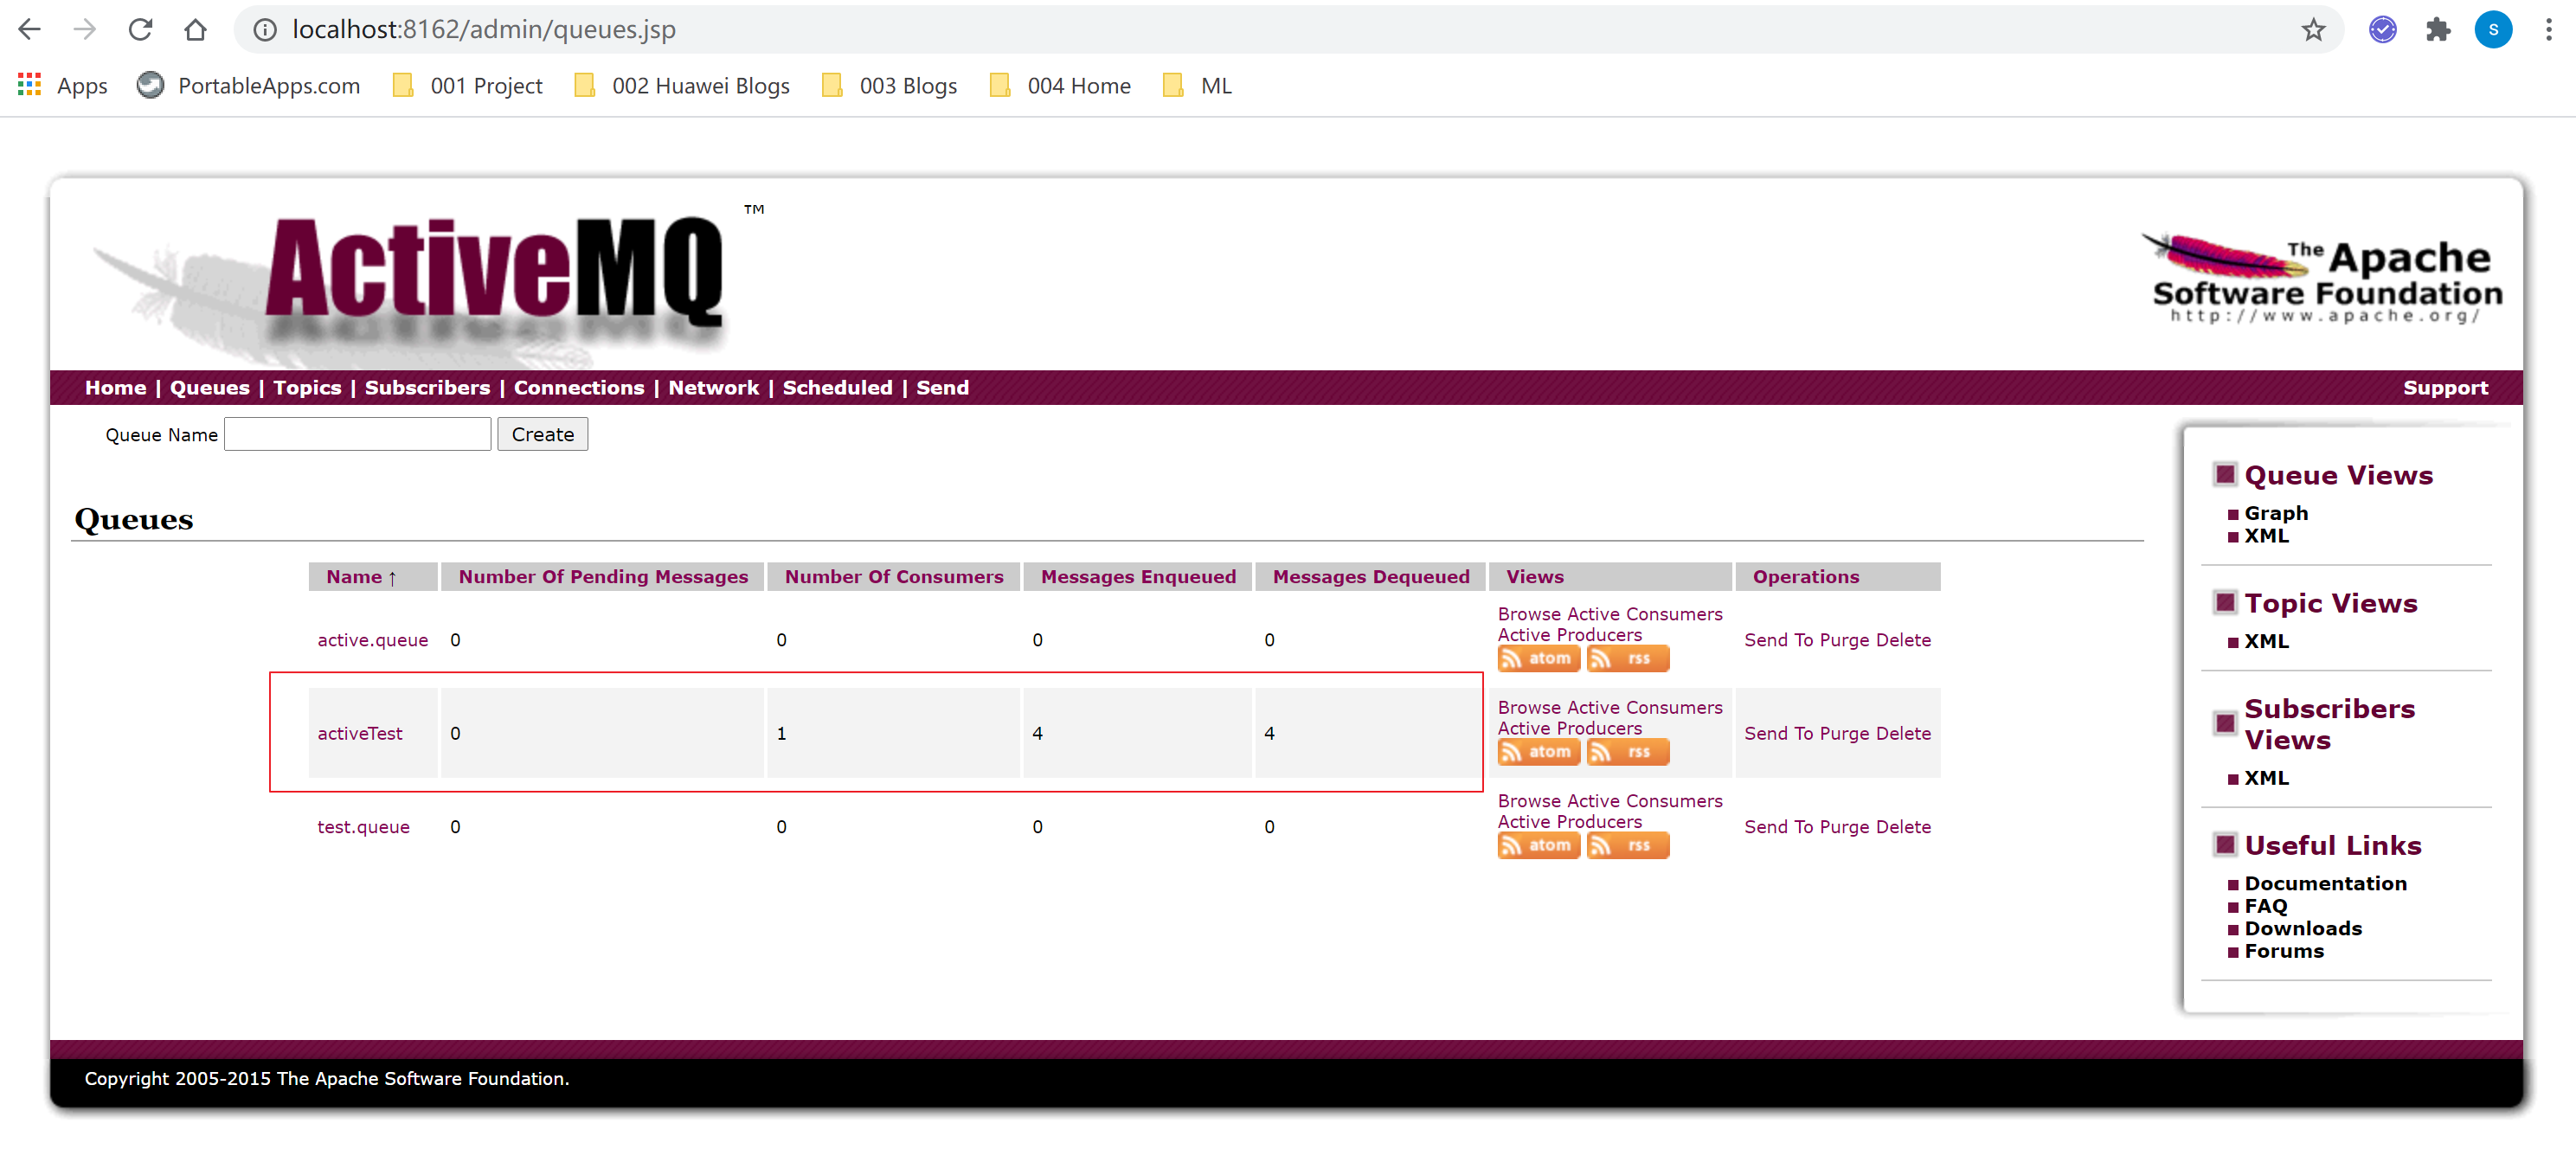 localhost:8162/admin/queues.jsp
S
Apps PortableApps.com 001 Project 002 Huawei Blogs 003 Blogs 004 Home ML
ActiveMQ TM
The Apache
Software Foundation
http://www.apache.org/
Home | Queues | Topics | Subscribers | Connections | Network | Scheduled | Send Support
Queue Name Create
Queues
Name ↑ Number Of Pending Messages Number Of Consumers Messages Enqueued Messages Dequeued Views Operations
active.queue 0 0 0 0 Browse Active Consumers
Active Producers
atom rss
Send To Purge Delete
activeTest 0 1 4 4 Browse Active Consumers
Active Producers
atom rss
Send To Purge Delete
test.queue 0 0 0 0 Browse Active Consumers
Active Producers
atom rss
Send To Purge Delete
Queue Views
Graph
XML
Topic Views
XML
Subscribers
Views
XML
Useful Links
Documentation
FAQ
Downloads
Forums
Copyright 2005-2015 The Apache Software Foundation.